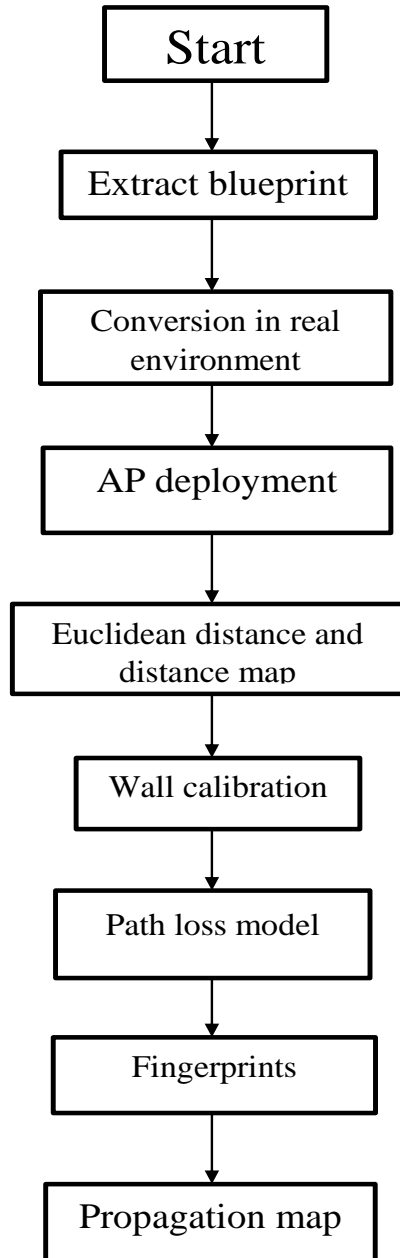 Start
Extract blueprint
Conversion in real
environment
AP deployment
Euclidean distance and
distance map
Wall calibration
Path loss model
Fingerprints
Propagation map